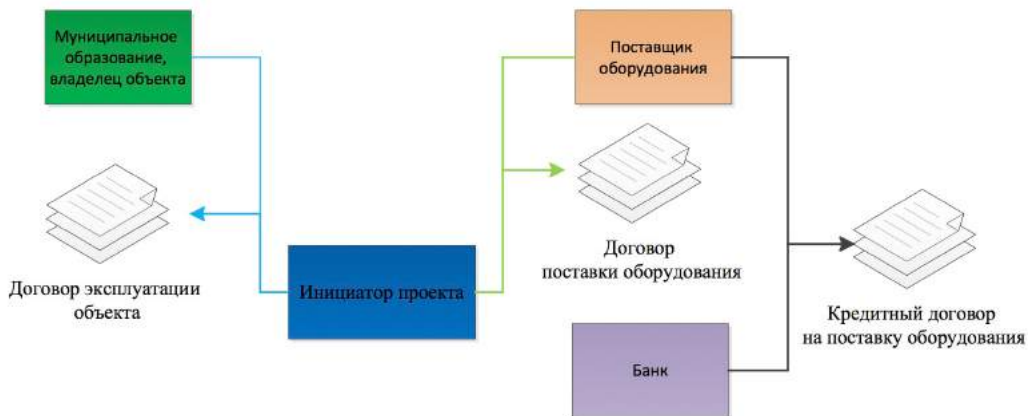 Муниципальное
образование,
владелец объекта
Поставщик
оборудования
Договор эксплуатации
объекта
Инициатор проекта
Договор
поставки оборудования
Кредитный договор
на поставку оборудования
Банк